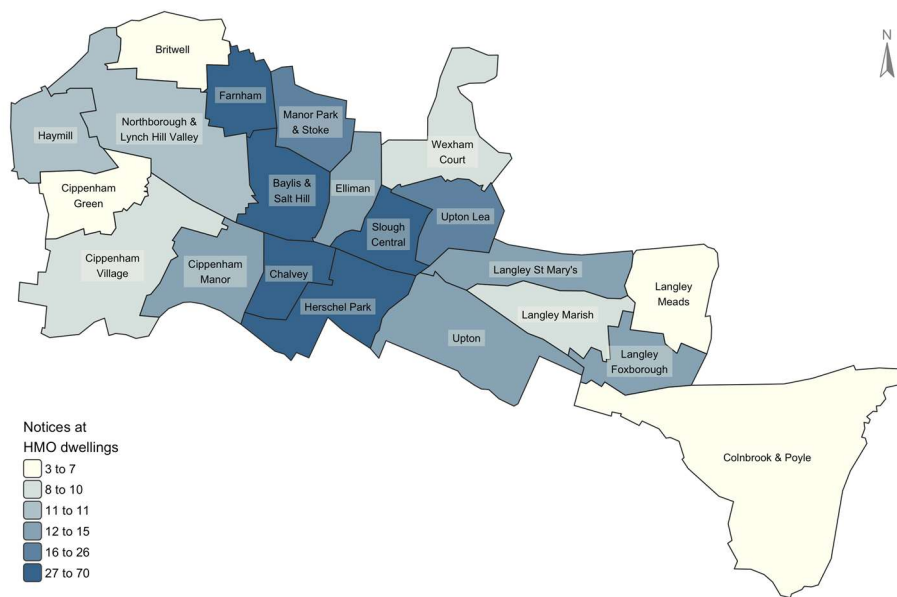 N
Britwell
Farnham
Manor Park
& Stoke
Northborough &
Lynch Hill Valley
Haymill
Wexham
Court
Cippenham
Green
Baylis &
Salt Hill
Elliman
Slough
Central
Upton Lea
Cippenham
Village
Cippenham
Manor
Chalvey
Langley St Mary's
Langley
Meads
Herschel Park
Langley Marish
Upton
Langley
Foxborough
Colnbrook & Poyle
Notices at
HMO dwellings
3 to 7
8 to 10
11 to 11
12 to 15
16 to 26
27 to 70